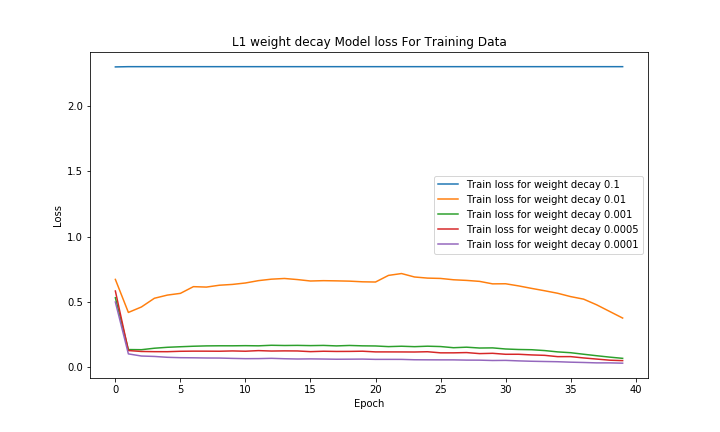 L1 weight decay Model loss For Training Data
Loss
2.0
1.5
1.0
0.5
0.0
Train loss for weight decay 0.1
Train loss for weight decay 0.01
Train loss for weight decay 0.001
Train loss for weight decay 0.0005
Train loss for weight decay 0.0001
0 5 10 15 20 25 30 35 40
Epoch